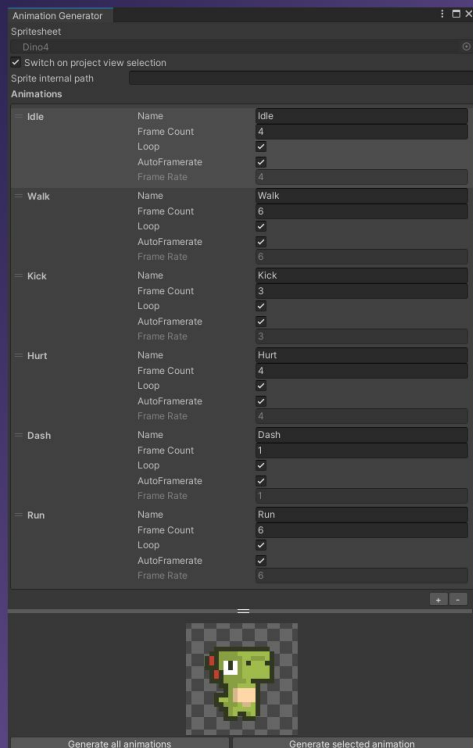 Animation Generator
Spritesheet
Dino4
Switch on project view selection
Sprite internal path
Animations
Idle Name Idle
Frame Count 4
Loop
AutoFramerate
Frame Rate 4
Walk Name Walk
Frame Count 6
Loop
AutoFramerate
Frame Rate 6
Kick Name Kick
Frame Count 3
Loop
AutoFramerate
Frame Rate 3
Hurt Name Hurt
Frame Count 4
Loop
AutoFramerate
Frame Rate 4
Dash Name Dash
Frame Count 1
Loop
AutoFramerate
Frame Rate 1
Run Name Run
Frame Count 6
Loop
AutoFramerate
Frame Rate 6
+ -
Generate all animations Generate selected animation